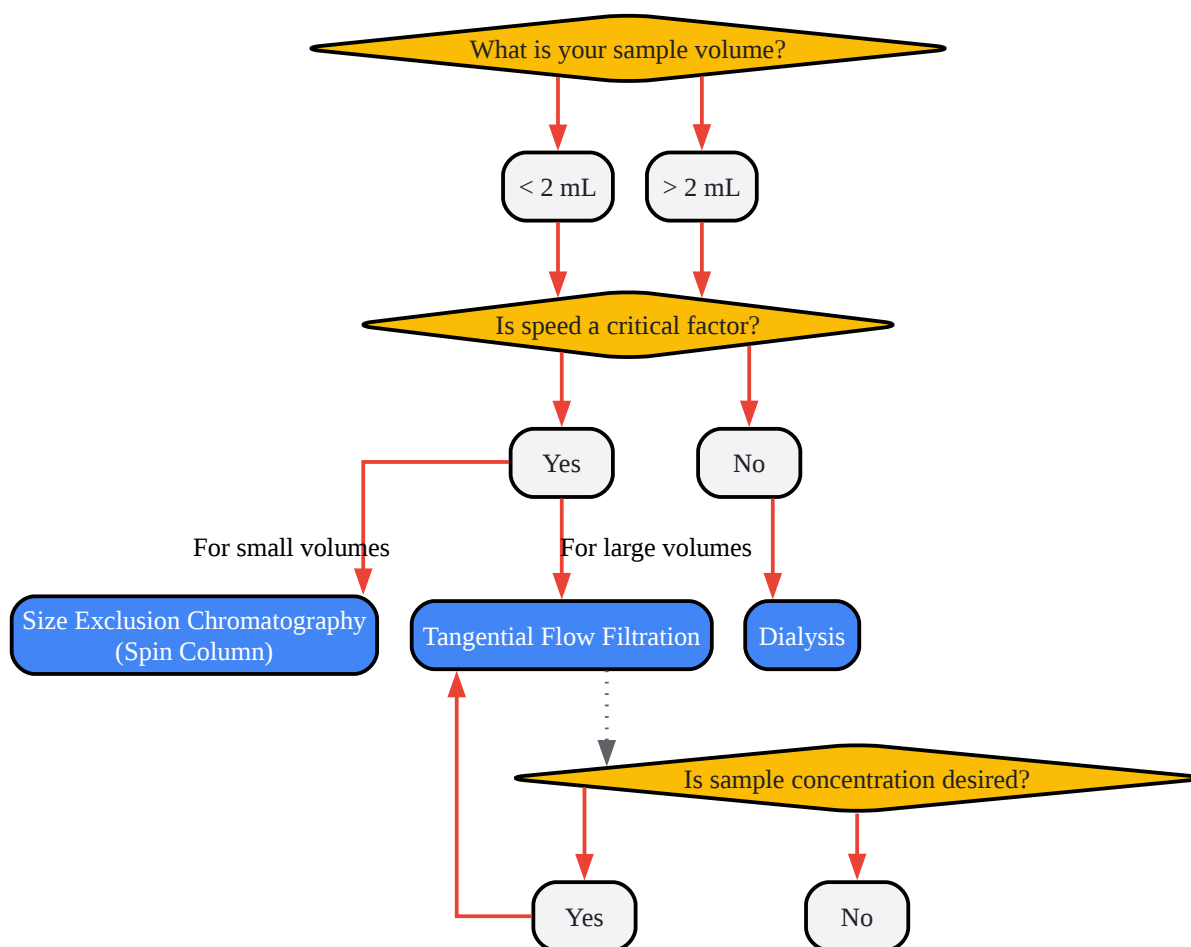 What is your sample volume?
< 2 mL
> 2 mL
Is speed a critical factor?
Yes
No
For small volumes
For large volumes
Size Exclusion Chromatography
(Spin Column)
Tangential Flow Filtration
Dialysis
Is sample concentration desired?
Yes
No